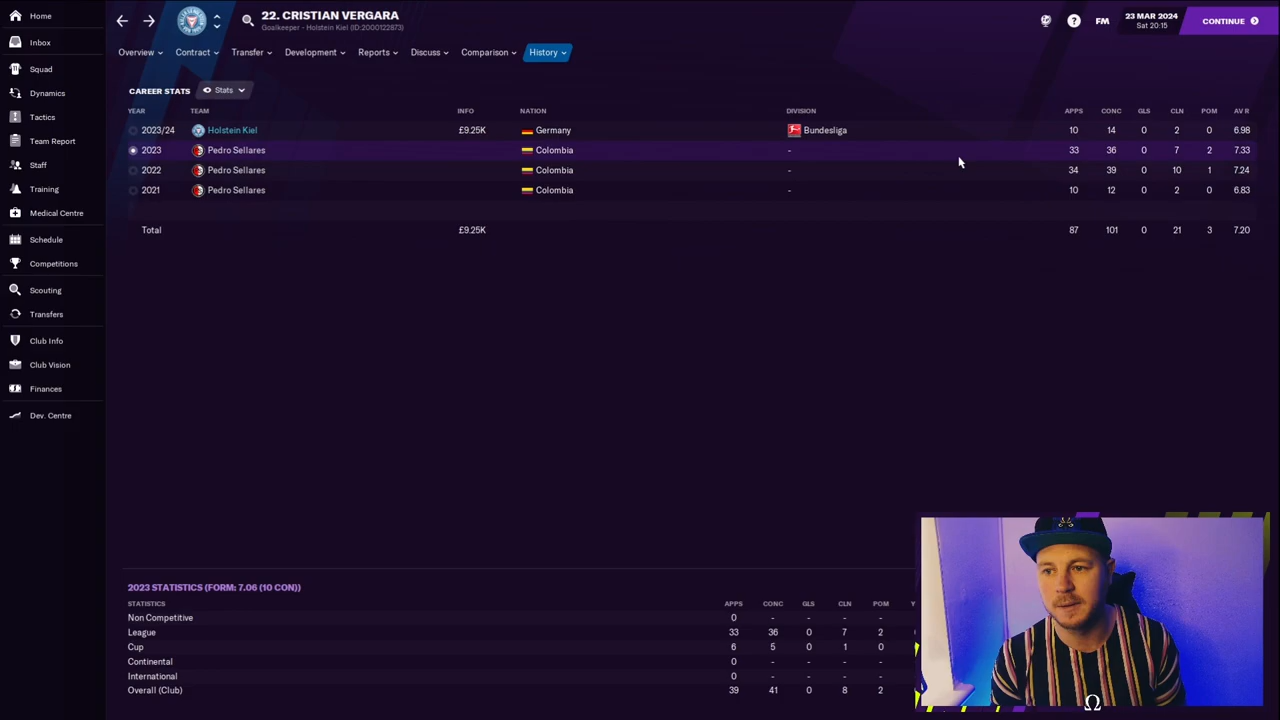 Home
Inbox
Squad
Dynamics
Tactics
Team Report
Staff
Training
Medical Centre
Schedule
Competitions
Scouting
Transfers
Club Info
Club Vision
Finances
Dev. Centre
22. CRISTIAN VERGARA
Goalkeeper - Holstein Kiel (ID:2000122873)
? FM 23 MAR 2024 CONTINUE
Sat 20:15
Overview Contract Transfer Development Reports Discuss Comparison History
CAREER STATS Stats
YEAR TEAM INFO NATION DIVISION APPS CONC GLS CLN POM AV R
2023/24 Holstein Kiel £9.25K Germany Bundesliga 10 14 0 2 0 6.98
2023 Pedro Sellares Colombia - 33 36 0 7 2 7.33
2022 Pedro Sellares Colombia - 34 39 0 10 1 7.24
2021 Pedro Sellares Colombia - 10 12 0 2 0 6.83
Total £9.25K 87 101 0 21 3 7.20
2023 STATISTICS (FORM: 7.06 (10 CON))
STATISTICS APPS CONC GLS CLN POM Y
Non Competitive 0 - - - -
League 33 36 0 7 2
Cup 6 5 0 1 0
Continental 0 - - - -
International 0 - - - -
Overall (Club) 39 41 0 8 2
Ω